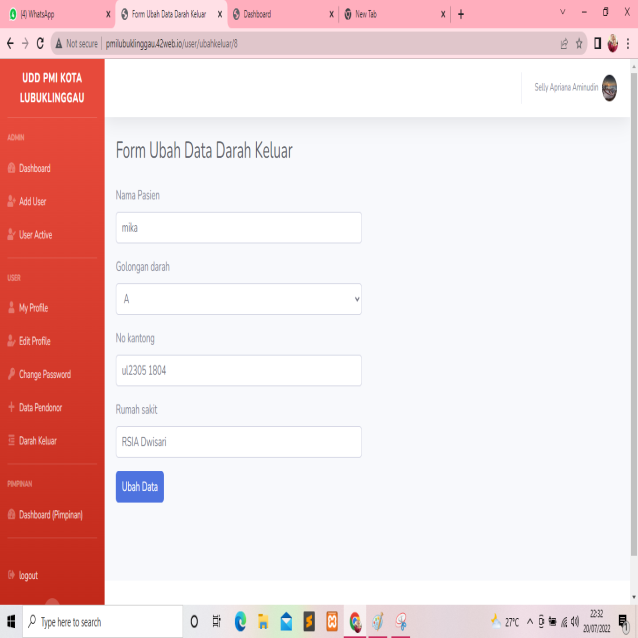 (4) WhatsApp
Form Ubah Data Darah Keluar
Dashboard
New Tab
Not secure | pmilubuklinggau.42web.io/user/ubahkeluar/8
UDD PMI KOTA
LUBUKLINGGAU
Selly Apriana Aminudin
ADMIN
Dashboard
Add User
User Active
USER
My Profile
Edit Profile
Change Password
Data Pendonor
Darah Keluar
PIMPINAN
Dashboard (Pimpinan)
logout
Form Ubah Data Darah Keluar
Nama Pasien
mika
Golongan darah
A
No kantong
ul2305 1804
Rumah sakit
RSIA Dwisari
Ubah Data
Type here to search
27°C
22:32
20/07/2022